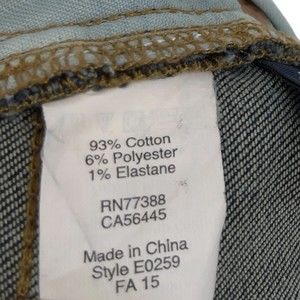 93% Cotton
6% Polyester
1% Elastane
RN77388
CA56445
Made in China
Style E0259
FA 15